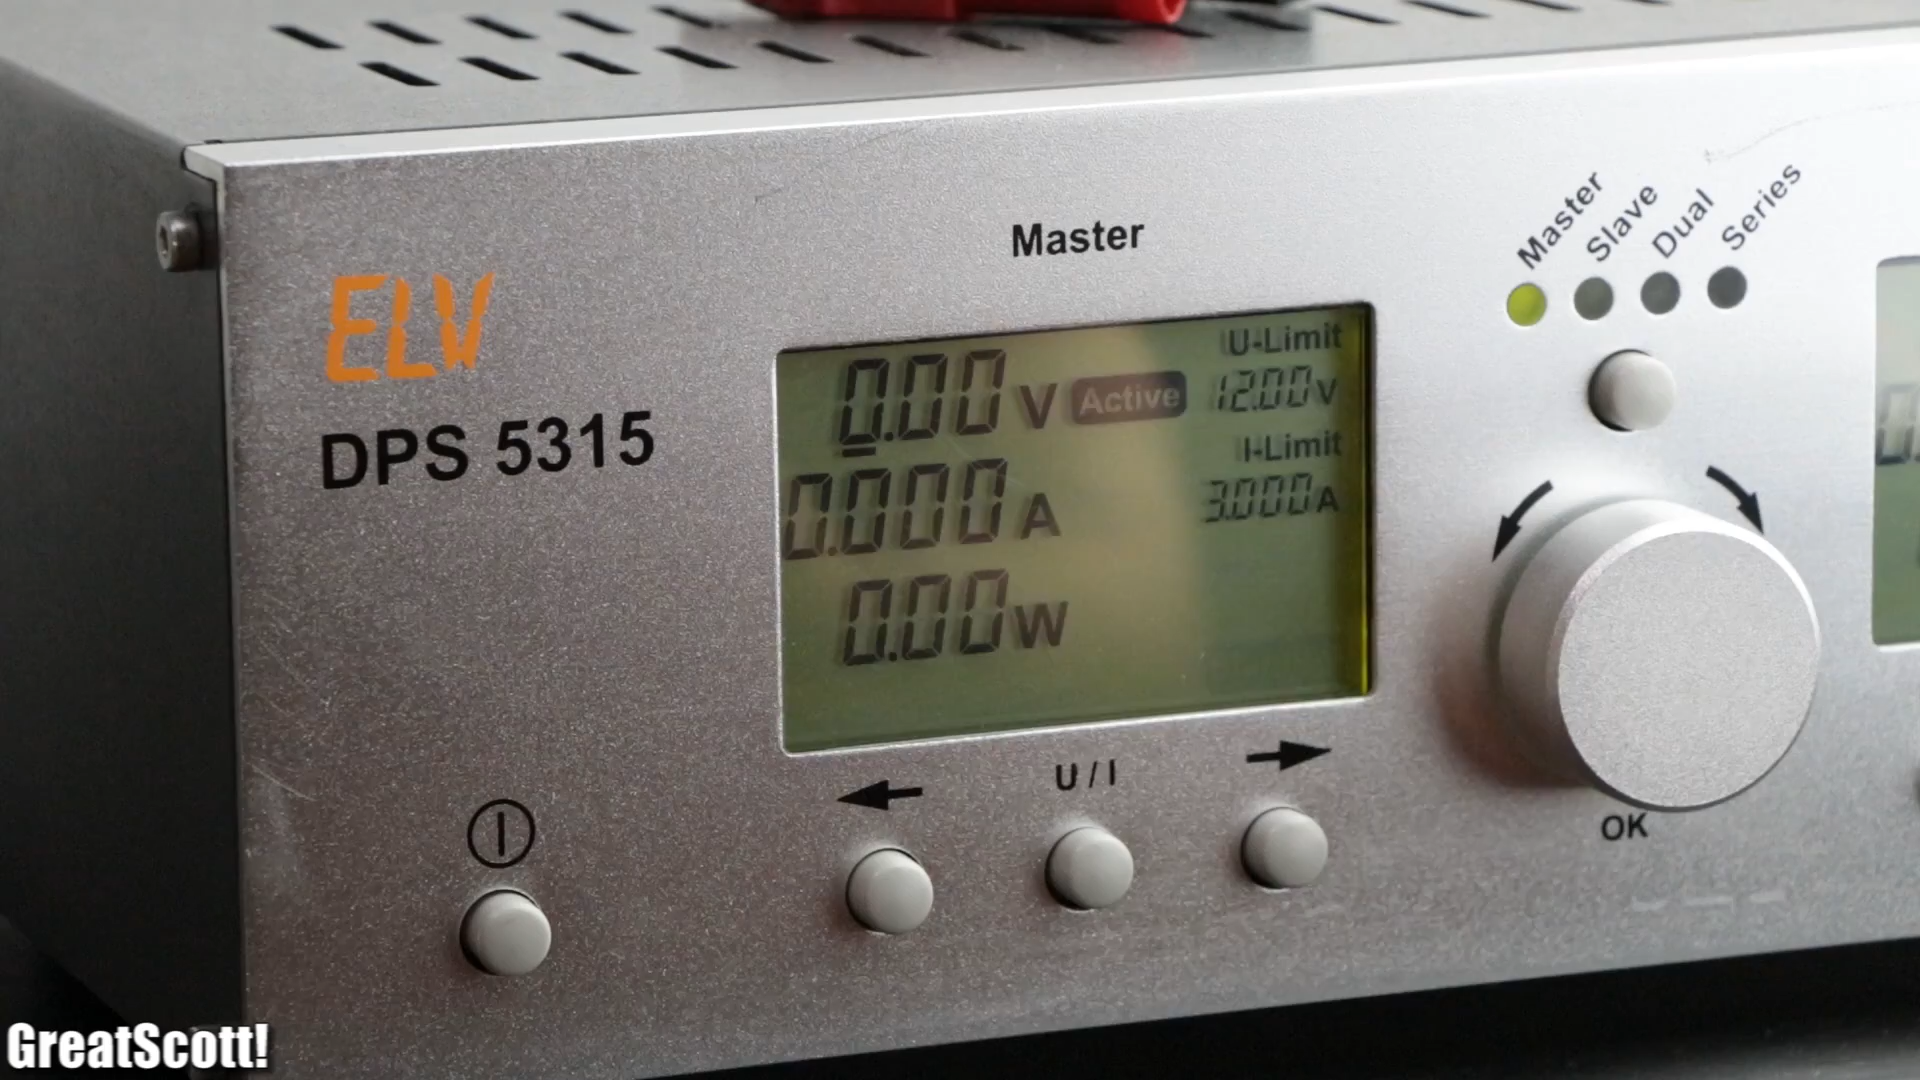 Master
Master
Slave
Dual
Series
ELV
DPS 5315
0.00 V Active
U-Limit
12.00 V
0.000 A
I-Limit
3.000 A
0.00 W
U / I
OK
GreatScott!